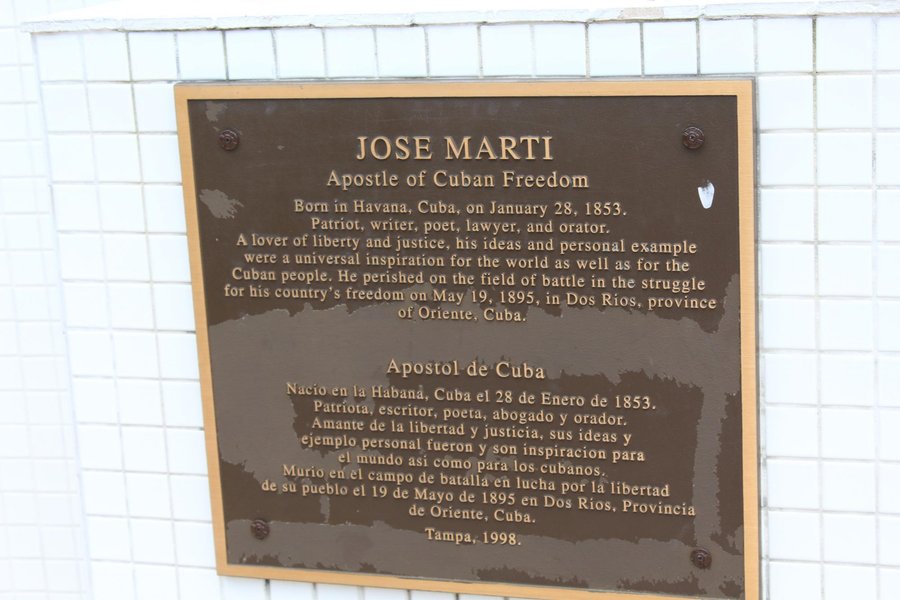 JOSE MARTI
Apostle of Cuban Freedom
Born in Havana, Cuba, on January 28, 1853.
Patriot, writer, poet, lawyer, and orator.
A lover of liberty and justice, his ideas and personal example
were a universal inspiration for the world as well as for the
Cuban people. He perished on the field of battle in the struggle
for his country's freedom on May 19, 1895, in Dos Rios, province
of Oriente, Cuba.
Apostol de Cuba
Nacio en la Habana, Cuba el 28 de Enero de 1853.
Patriota, escritor, poeta, abogado y orador.
Amante de la libertad y justicia, sus ideas y
ejemplo personal fueron y son inspiracion para
el mundo asi como para los cubanos.
Murio en el campo de batalla en lucha por la libertad
de su pueblo el 19 de Mayo de 1895 en Dos Rios, Provincia
de Oriente, Cuba.
Tampa, 1998.